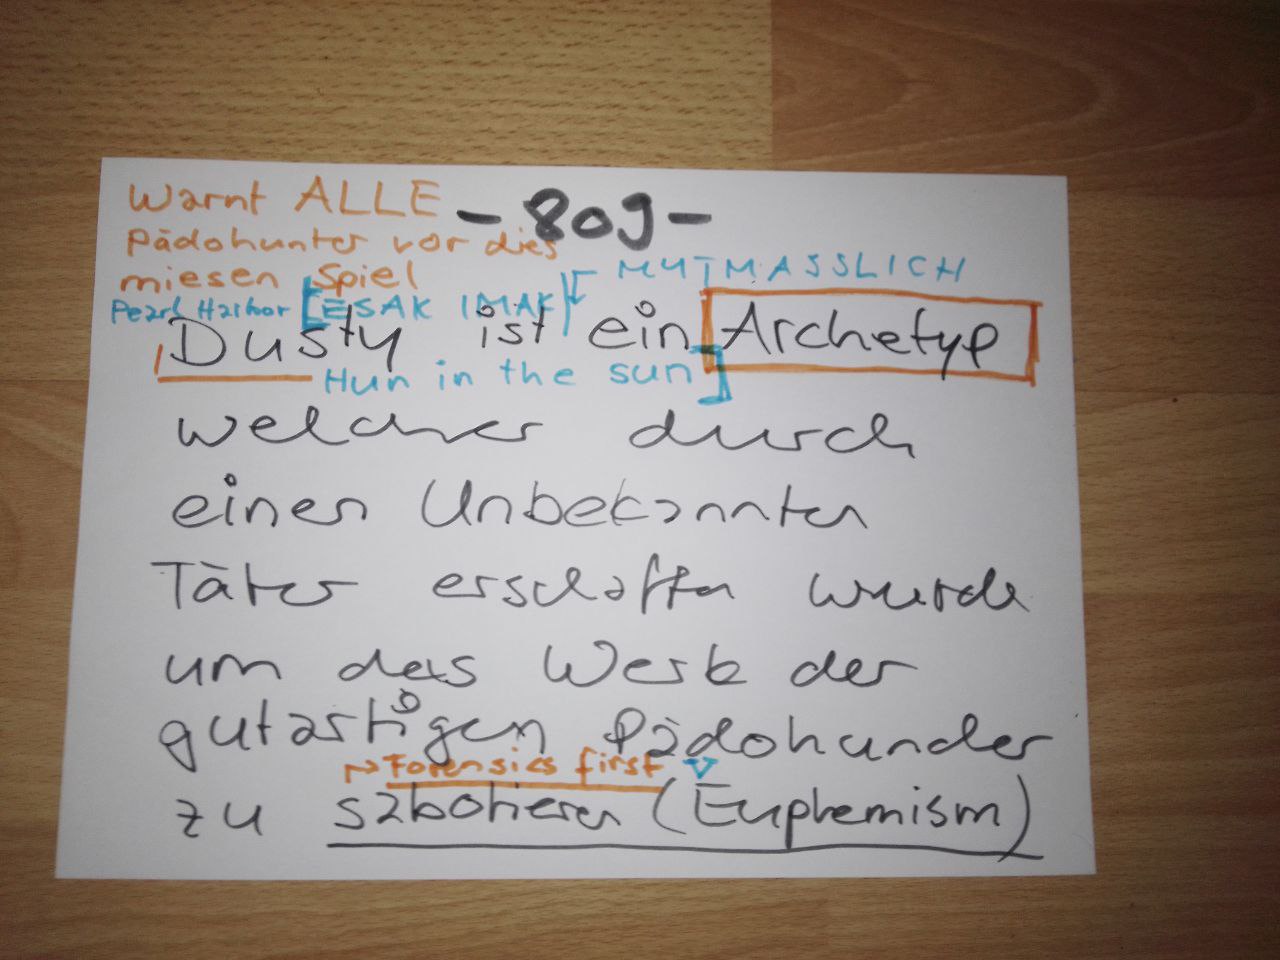 Warnt ALLE
- 809 -
Pädohunter vor dies
miesen Spiel
MUTMASSLICH
Pearl Harbor [ESAK IMAK]
Dusty ist ein Archetyp
Hun in the sun]
welcher durch
einen Unbekannten
Täter erschaffen wurde
um das Werk der
gutartigen Pädohunder
→ Forensics first
zu sabotieren (Euphemism)